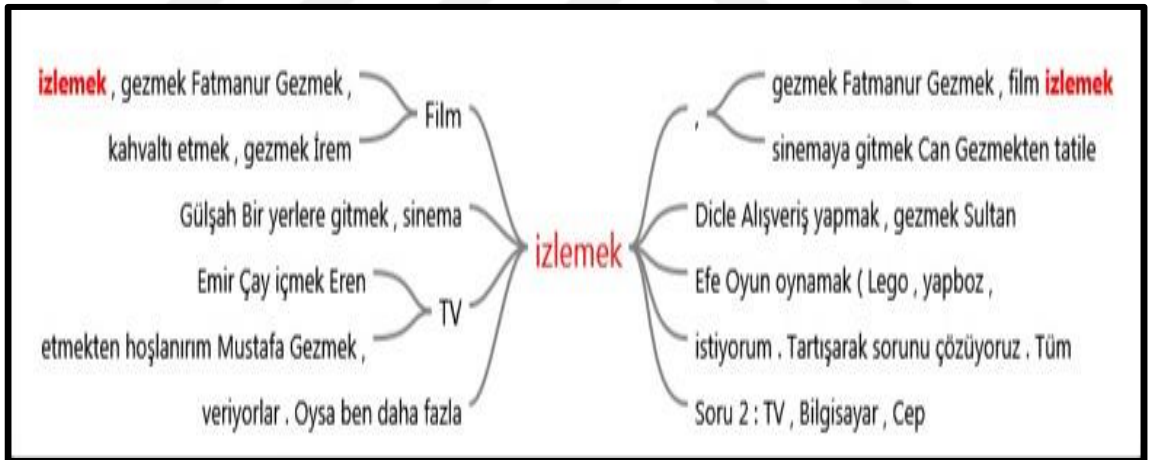 izlemek , gezmek Fatmanur Gezmek ,
kahvaltı etmek , gezmek İrem
Film
Gülşah Bir yerlere gitmek , sinema
Emir Çay içmek Eren
etmekten hoşlanırım Mustafa Gezmek ,
TV
veriyorlar . Oysa ben daha fazla
izlemek
,
gezmek Fatmanur Gezmek , film izlemek
sinemaya gitmek Can Gezmekten tatile
Dicle Alışveriş yapmak , gezmek Sultan
Efe Oyun oynamak ( Lego , yapboz ,
istiyorum . Tartışarak sorunu çözüyoruz . Tüm
Soru 2 : TV , Bilgisayar , Cep